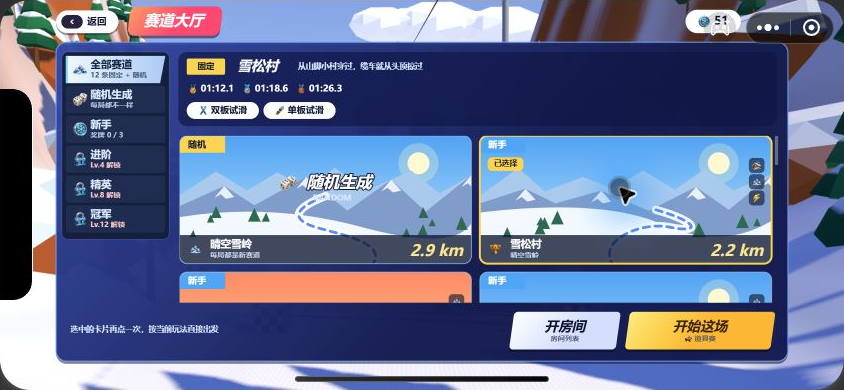 返回
赛道大厅
51
全部赛道
12 条固定 + 随机
随机生成
每局都不一样
新手
奖牌 0 / 3
进阶
Lv.4 解锁
精英
Lv.8 解锁
冠军
Lv.12 解锁
固定
雪松村
从山脚小村穿过，缆车就从头顶掠过
01:12.1
01:18.6
01:26.3
双板试滑
单板试滑
随机
随机生成
RANDOM
晴空雪岭
每局都是新赛道
2.9 km
新手
已选择
雪松村
晴空雪岭
2.2 km
新手
新手
选中的卡片再点一次，按当前玩法直接出发
开房间
房间列表
开始这场
道具赛